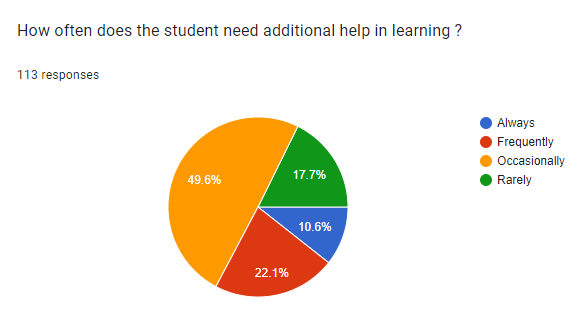 How often does the student need additional help in learning ?
113 responses
Always
Frequently
Occasionally
Rarely
49.6%
17.7%
10.6%
22.1%